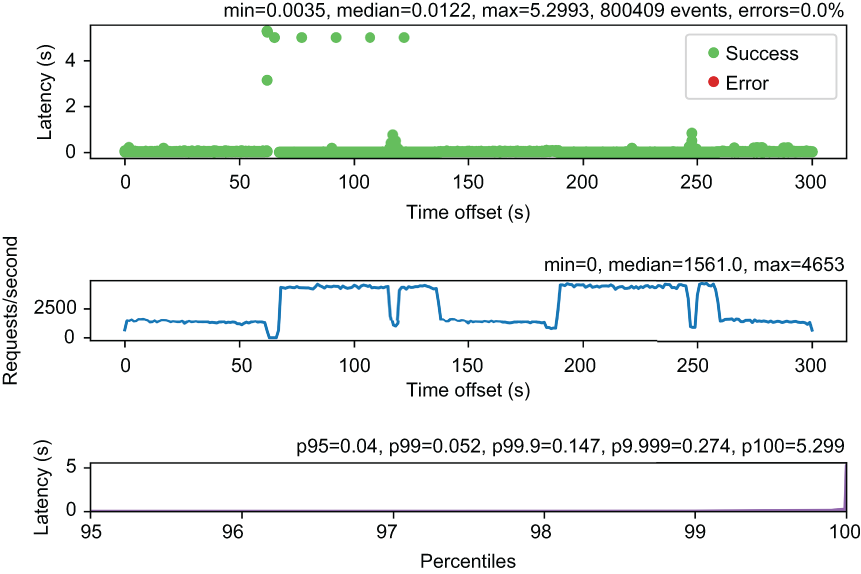 min=0.0035, median=0.0122, max=5.2993, 800409 events, errors=0.0%
Latency (s)
4
2
0
Success
Error
0 50 100 150 200 250 300
Time offset (s)
min=0, median=1561.0, max=4653
Requests/second
2500
0
0 50 100 150 200 250 300
Time offset (s)
p95=0.04, p99=0.052, p99.9=0.147, p9.999=0.274, p100=5.299
Latency (s)
5
0
95 96 97 98 99 100
Percentiles